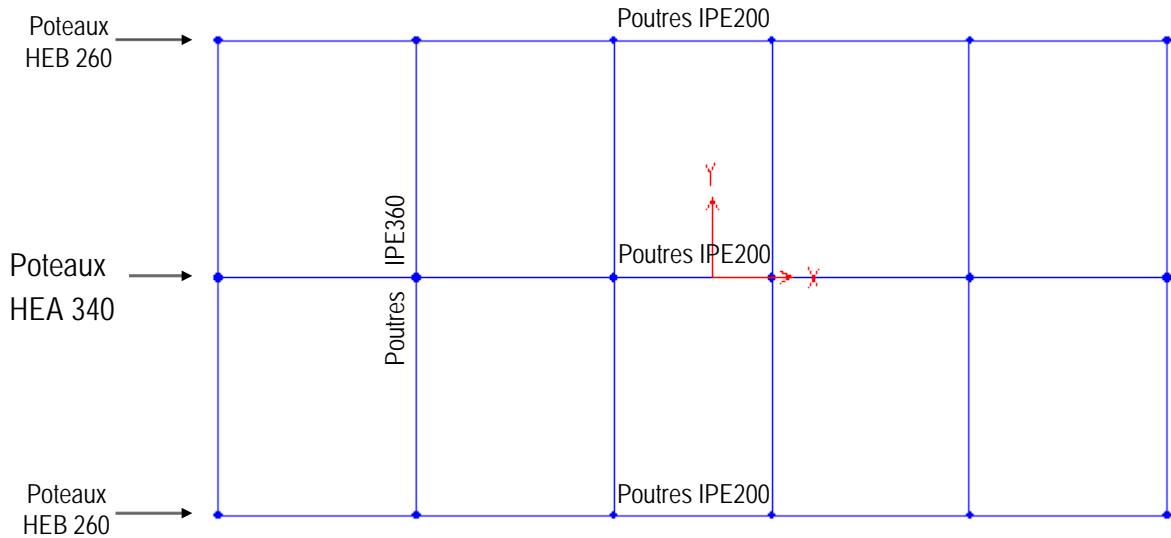 Poutres IPE200
Poteaux
HEB 260
Y
Poutres IPE360
Poutres IPE200
X
Poteaux
HEA 340
Poteaux
HEB 260
Poutres IPE200